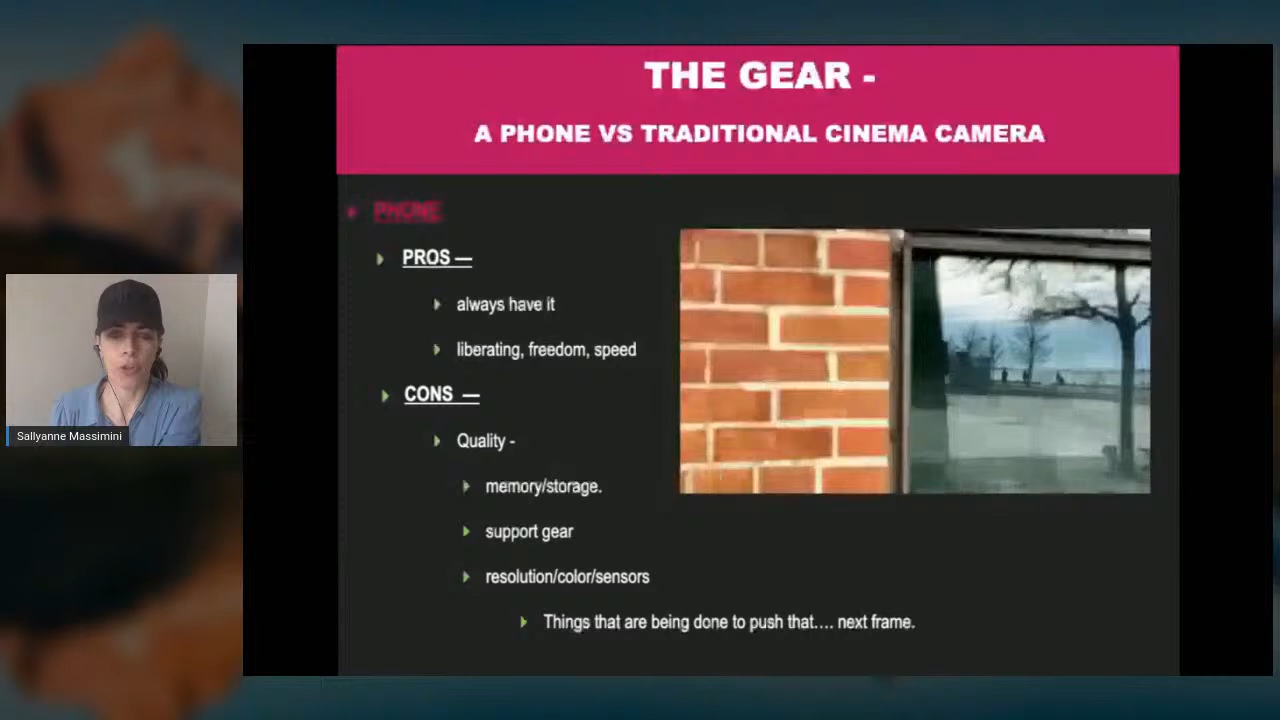 THE GEAR -
A PHONE VS TRADITIONAL CINEMA CAMERA
PHONE
PROS —
always have it
liberating, freedom, speed
CONS —
Quality -
memory/storage.
support gear
resolution/color/sensors
Things that are being done to push that.... next frame.
Sallyanne Massimini